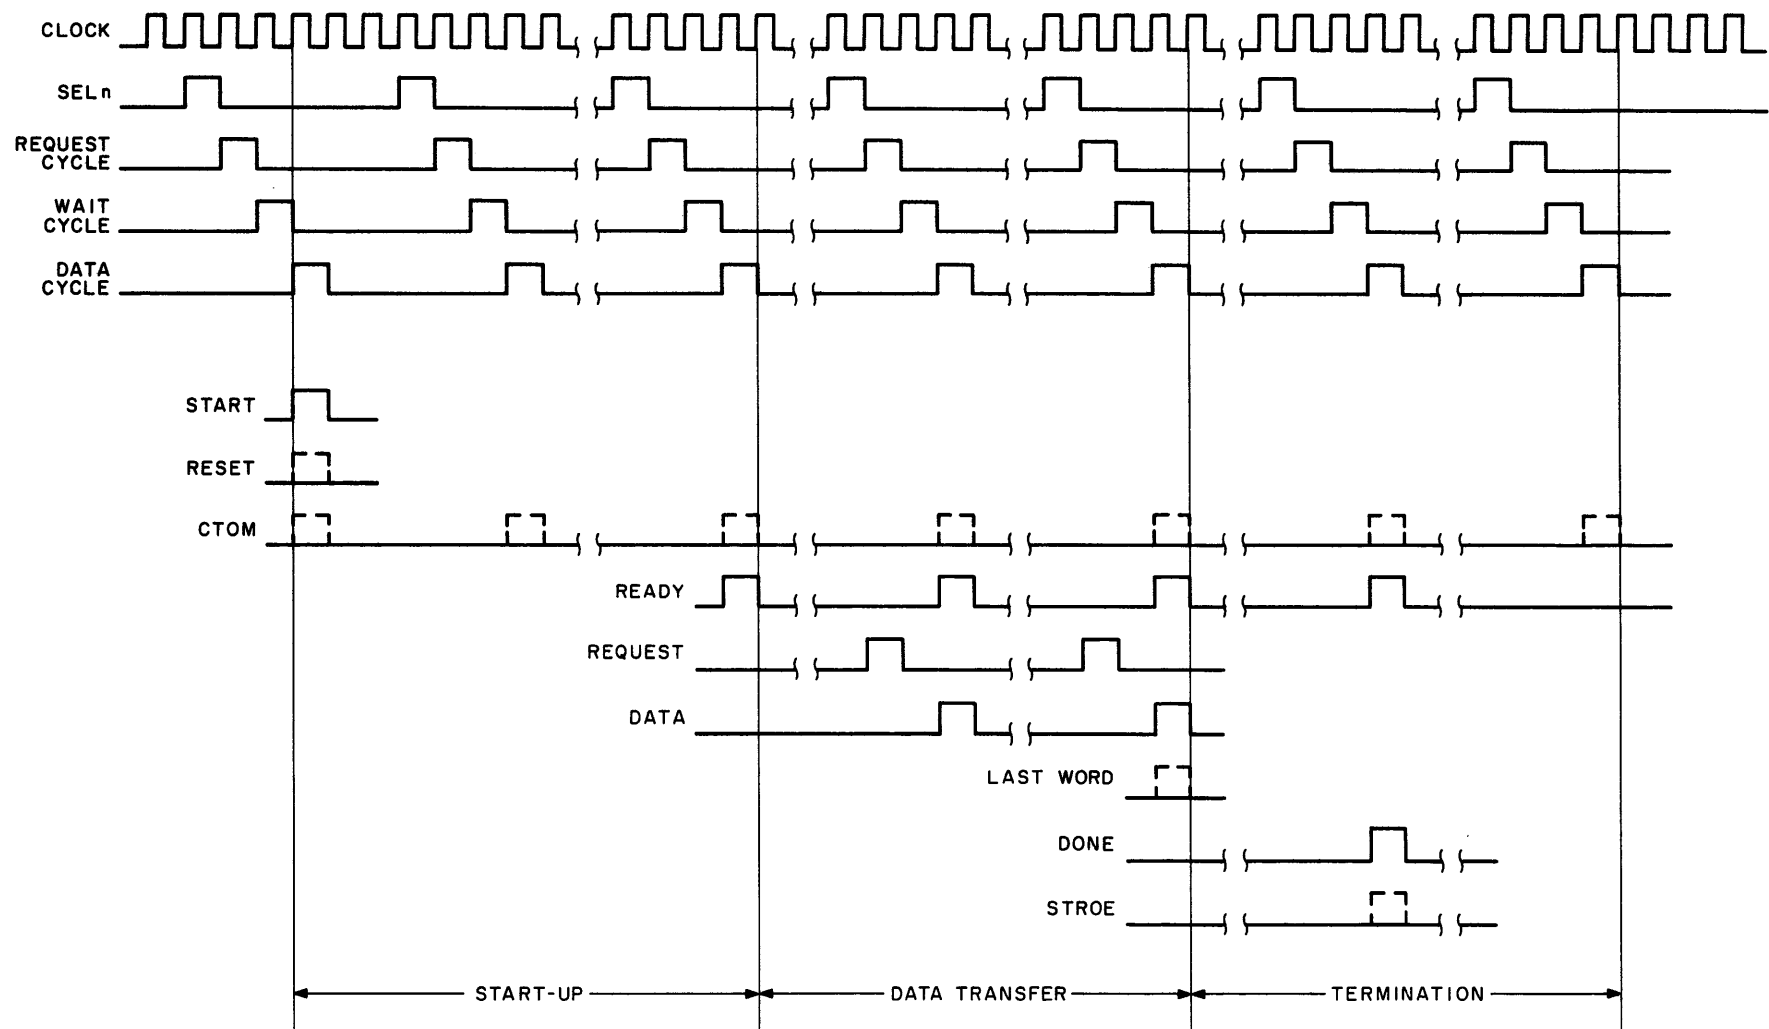 CLOCK
SELn
REQUEST
CYCLE
WAIT
CYCLE
DATA
CYCLE
START
RESET
CTOM
READY
REQUEST
DATA
LAST WORD
DONE
STROE
START-UP
DATA TRANSFER
TERMINATION